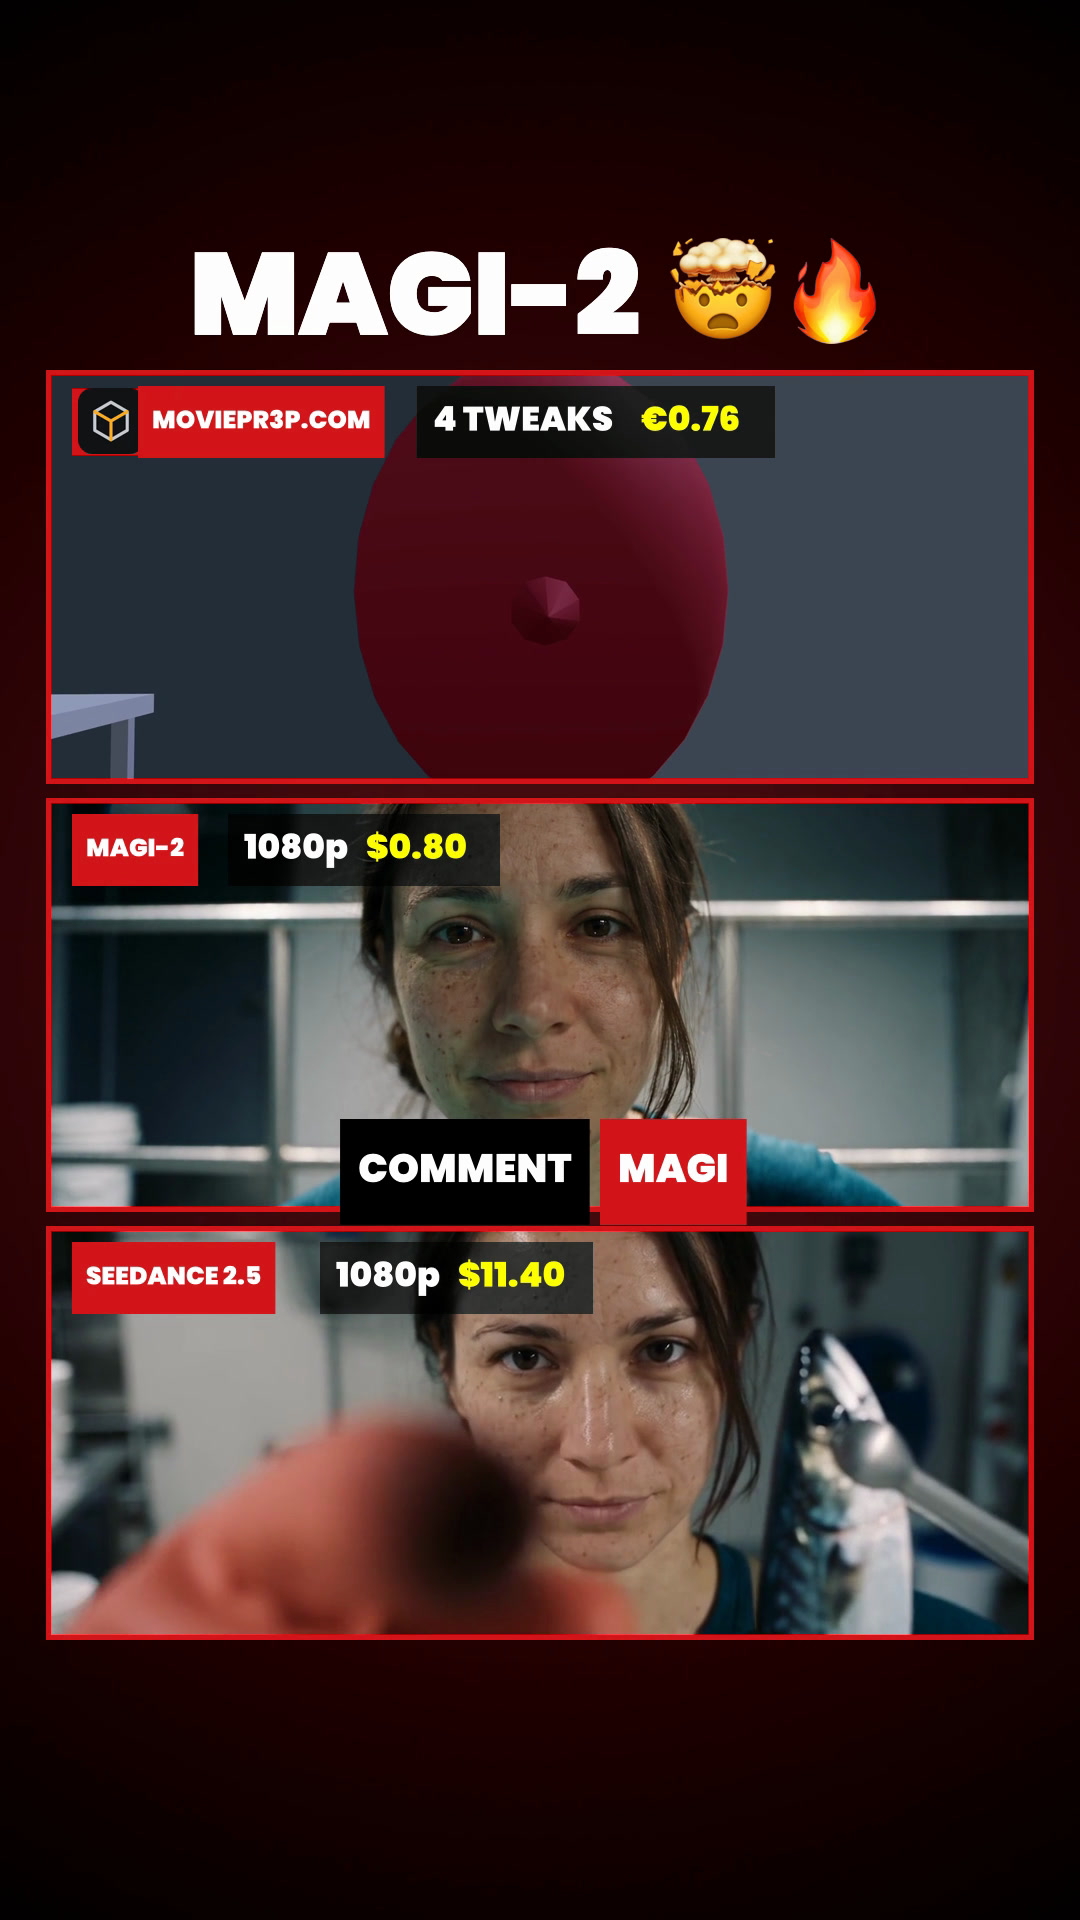 MAGI-2 🤯🔥
MOVIEPR3P.COM
4 TWEAKS €0.76
MAGI-2
1080p $0.80
COMMENT MAGI
SEEDANCE 2.5
1080p $11.40